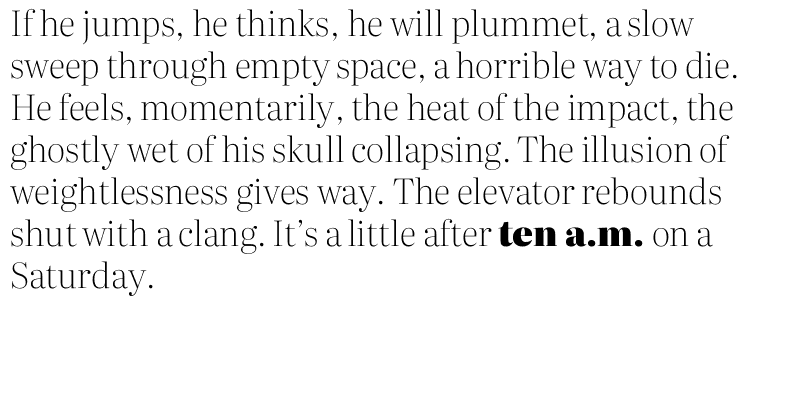 If he jumps, he thinks, he will plummet, a slow
sweep through empty space, a horrible way to die.
He feels, momentarily, the heat of the impact, the
ghostly wet of his skull collapsing. The illusion of
weightlessness gives way. The elevator rebounds
shut with a clang. It’s a little after ten a.m. on a
Saturday.